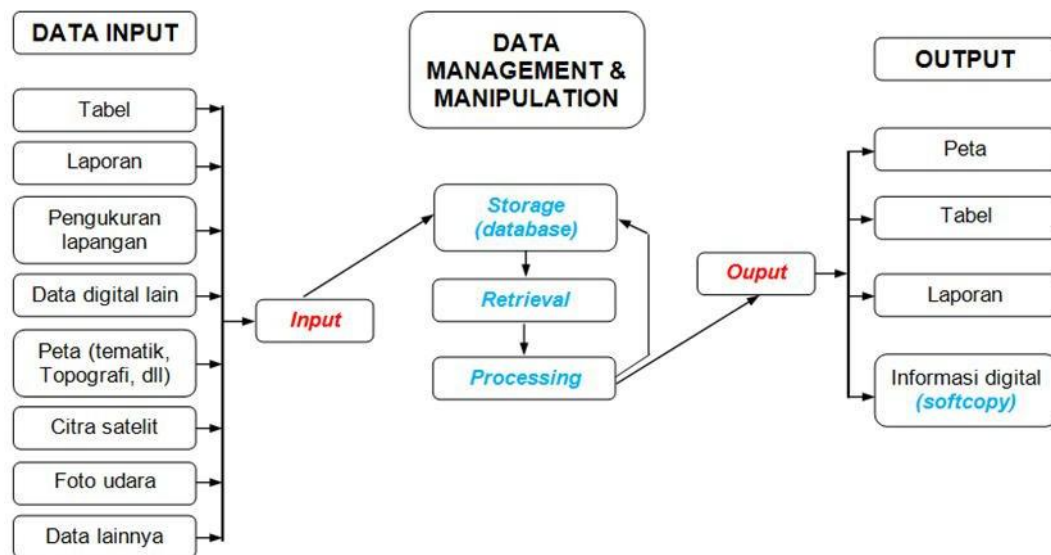 DATA INPUT
Tabel
Laporan
Pengukuran
lapangan
Data digital lain
Peta (tematik,
Topografi, dll)
Citra satelit
Foto udara
Data lainnya
Input
DATA
MANAGEMENT &
MANIPULATION
Storage
(database)
Retrieval
Processing
Ouput
OUTPUT
Peta
Tabel
Laporan
Informasi digital
(softcopy)